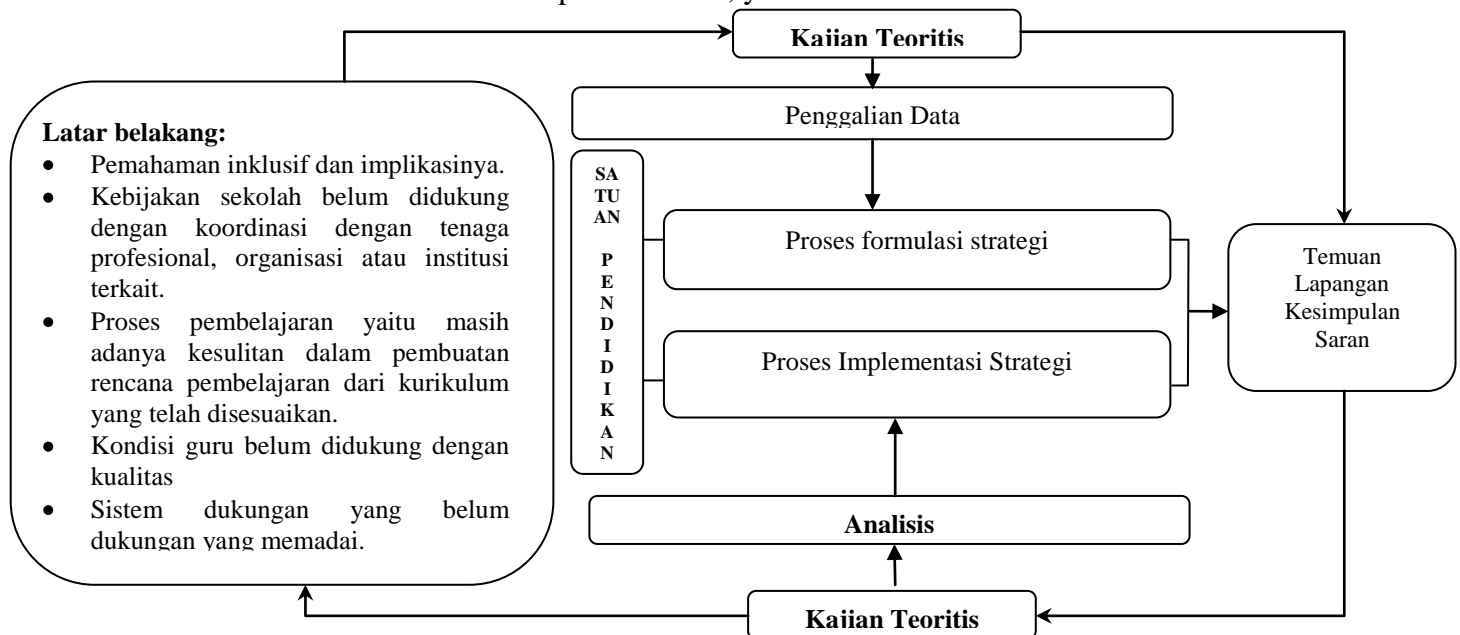 Kajian Teoritis
Penggalian Data
Latar belakang:
• Pemahaman inklusif dan implikasinya.
• Kebijakan sekolah belum didukung
dengan koordinasi dengan tenaga
profesional, organisasi atau institusi
terkait.
• Proses pembelajaran yaitu masih
adanya kesulitan dalam pembuatan
rencana pembelajaran dari kurikulum
yang telah disesuaikan.
• Kondisi guru belum didukung dengan
kualitas
• Sistem dukungan yang belum
dukungan yang memadai.
SA
TU
AN
P
E
N
D
I
D
I
K
A
N
Proses formulasi strategi
Proses Implementasi Strategi
Temuan
Lapangan
Kesimpulan
Saran
Analisis
Kajian Teoritis